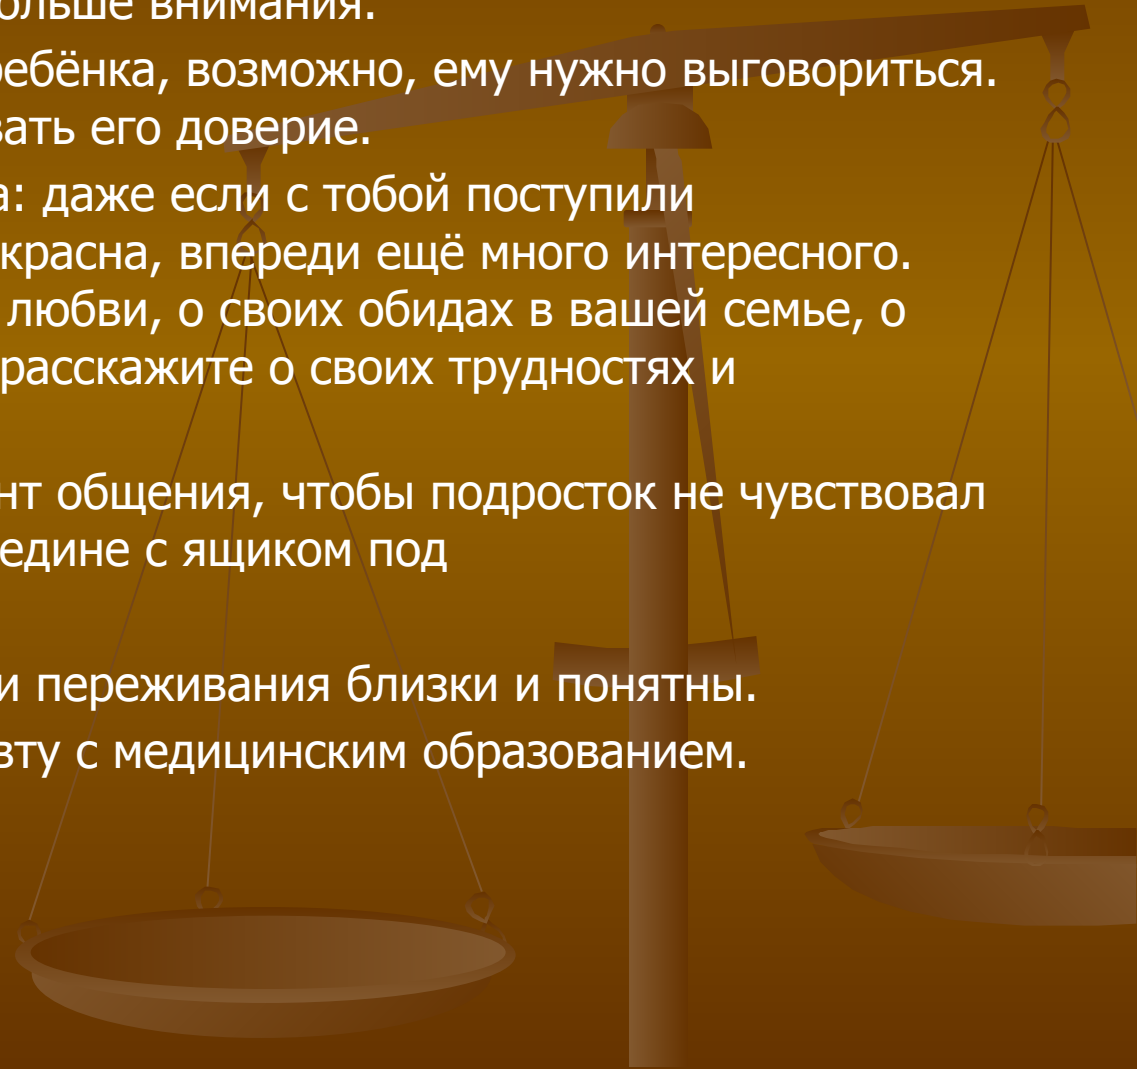 ольше внимания.
ебёнка, возможно, ему нужно выговориться.
вать его доверие.
а: даже если с тобой поступили
красна, впереди ещё много интересного.
любви, о своих обидах в вашей семье, о
расскажите о своих трудностях и
нт общения, чтобы подросток не чувствовал
едине с ящиком под
и переживания близки и понятны.
вту с медицинским образованием.